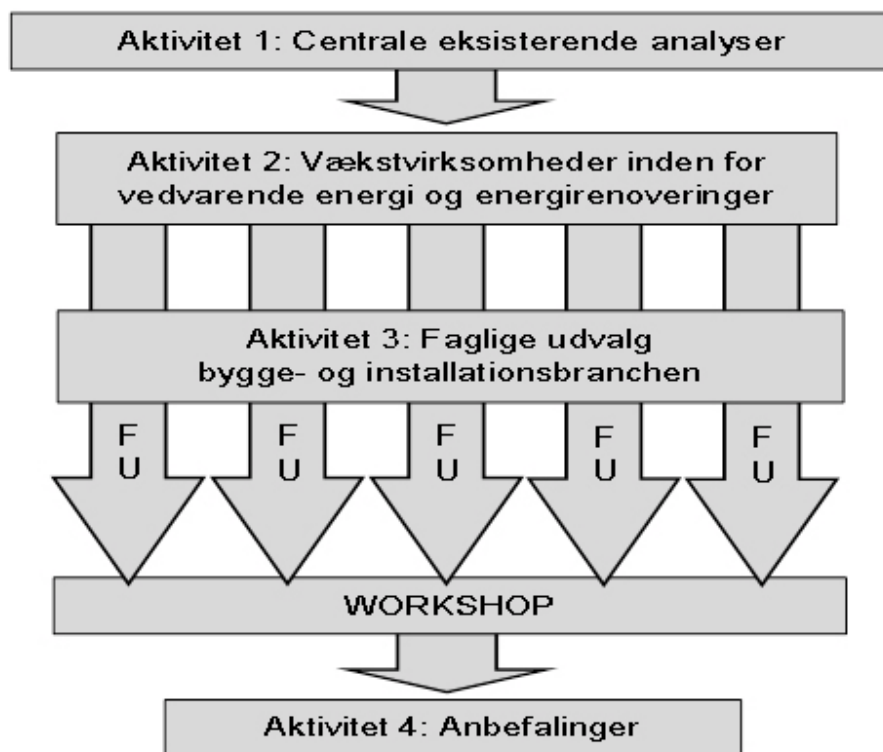 Aktivitet 1: Centrale eksisterende analyser
Aktivitet 2: Vækstvirksomheder inden for
vedvarende energi og energirenoveringer
Aktivitet 3: Faglige udvalg
bygge- og installationsbranchen
F F F F F
U U U U U
WORKSHOP
Aktivitet 4: Anbefalinger